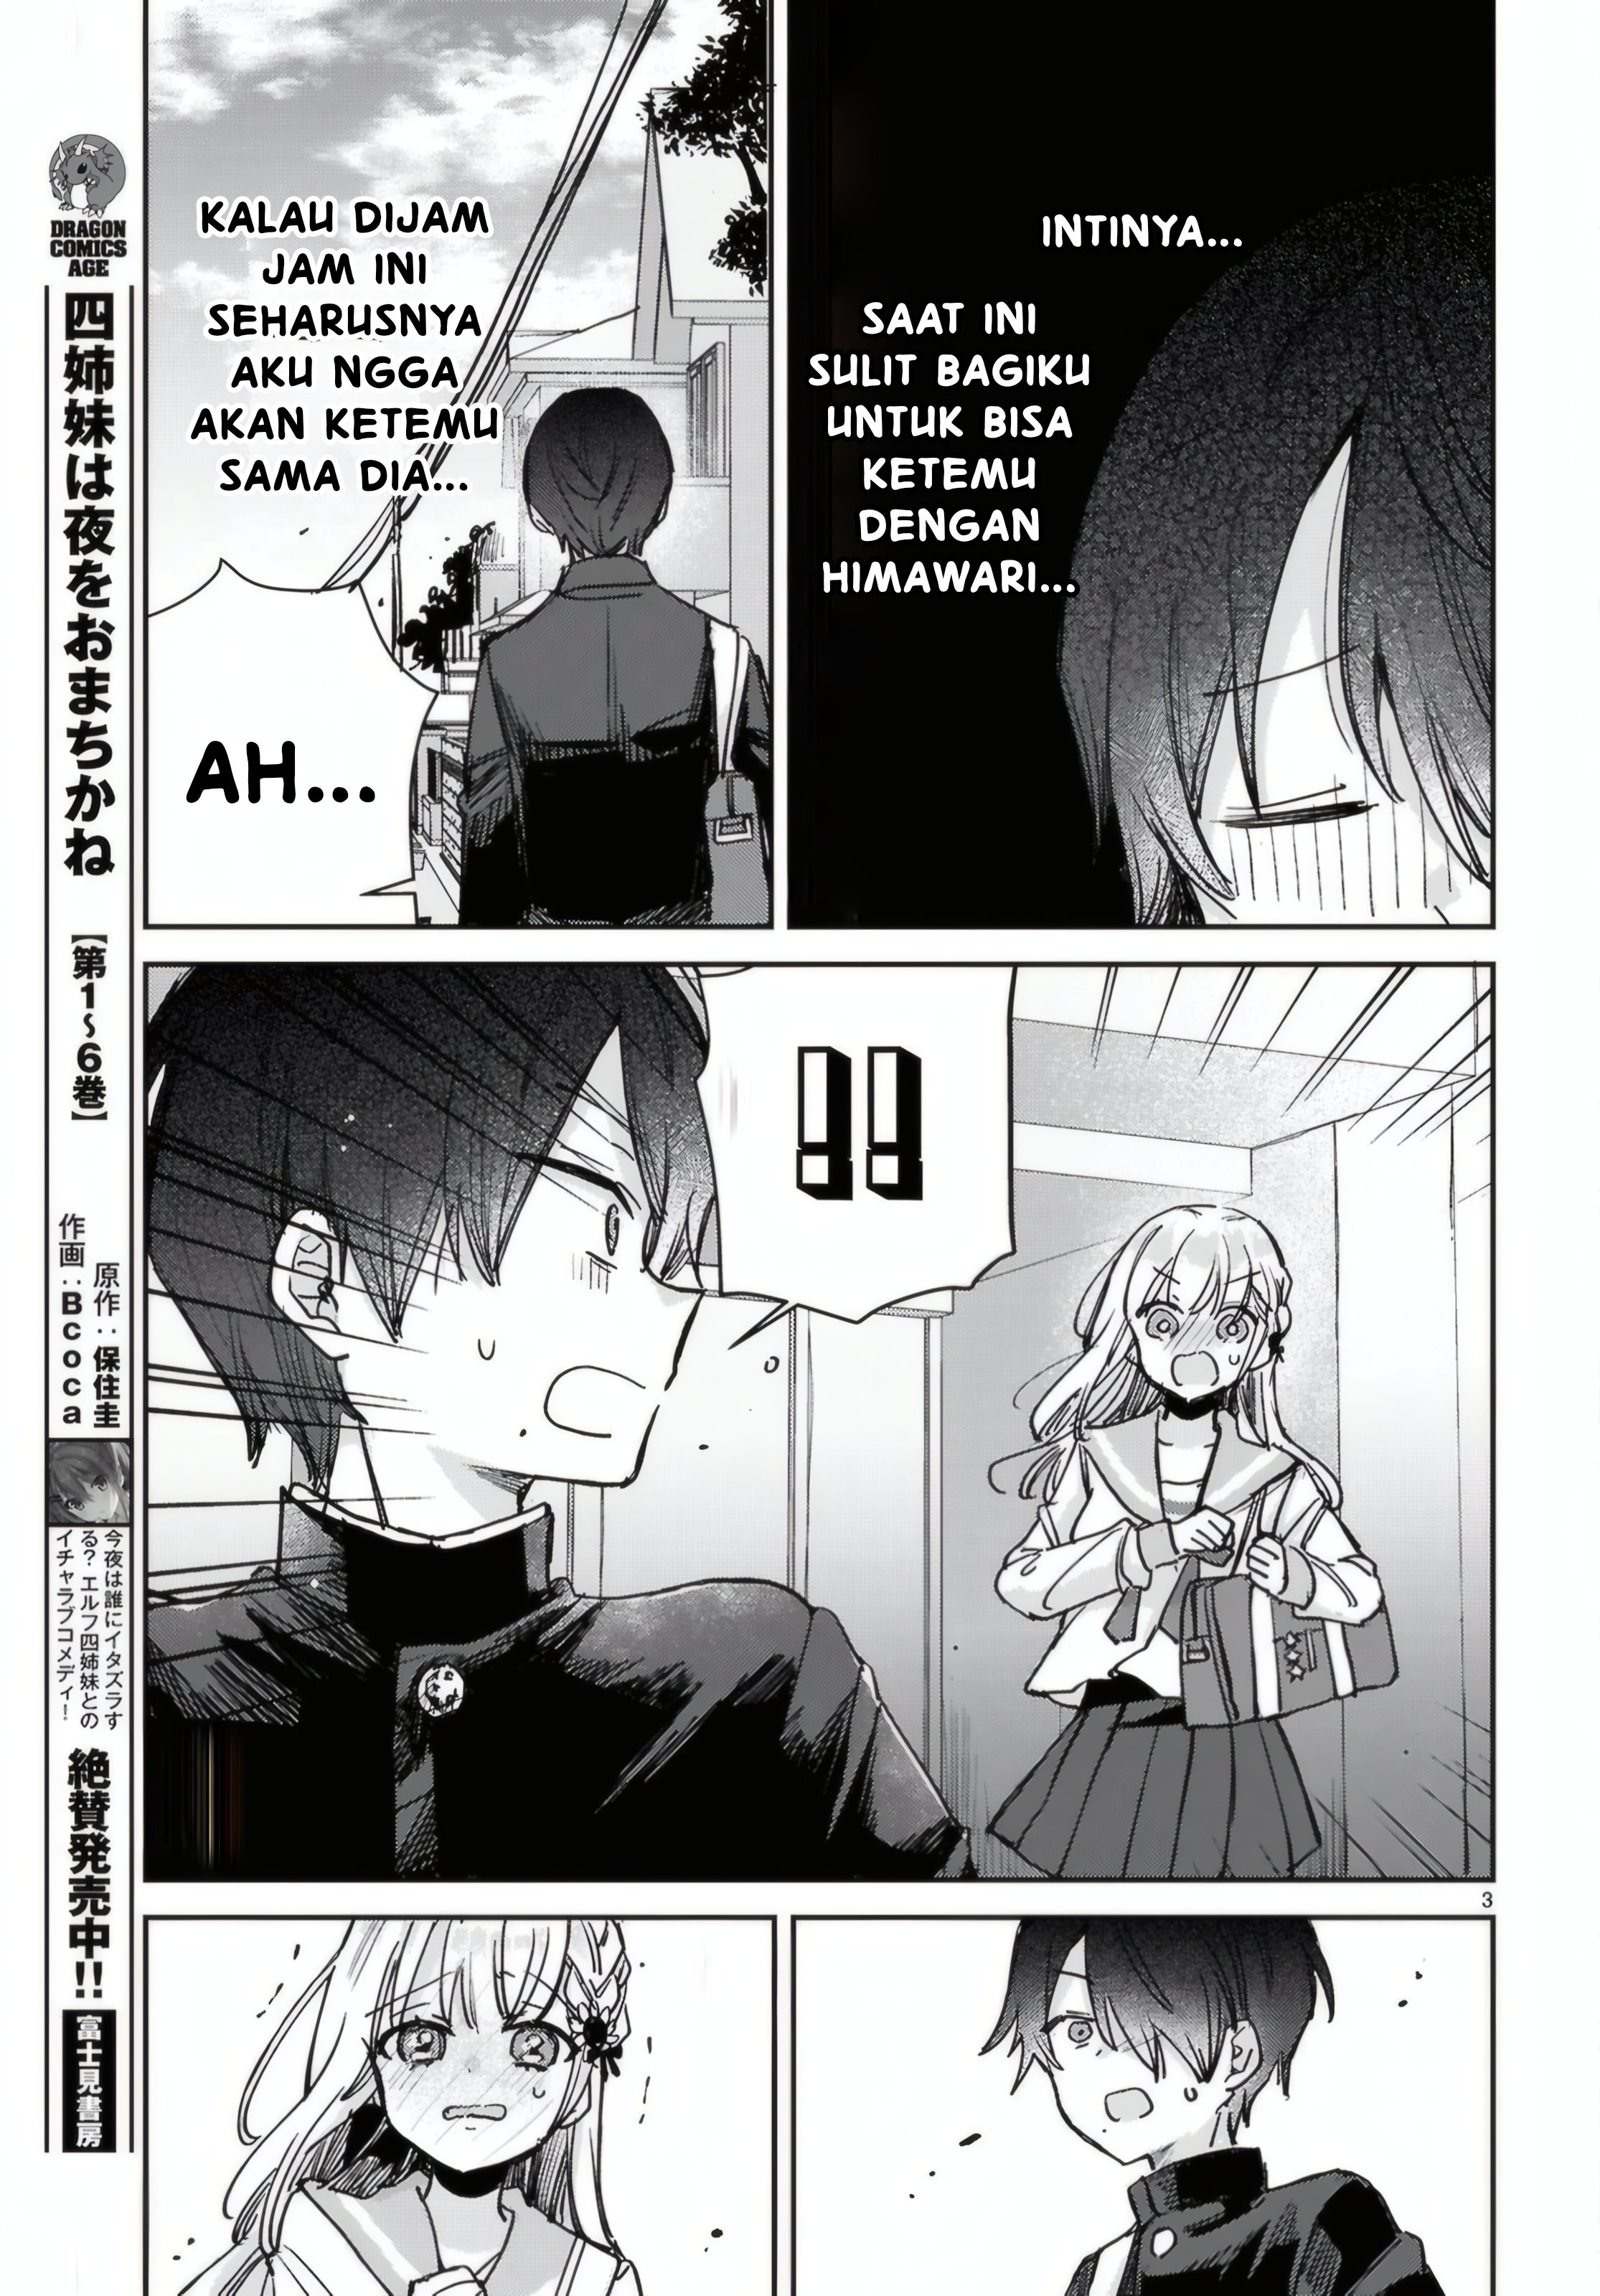 INTINYA...
SAAT INI
SULIT BAGIKU
UNTUK BISA
KETEMU
DENGAN
HIMAWARI...
KALAU DIJAM
JAM INI
SEHARUSNYA
AKU NGGA
AKAN KETEMU
SAMA DIA...
AH...
!!
3
DRAGON
COMICS
AGE
四姉妹は夜をおまちかね
【第1~6巻】
原作：保住圭
作画：Bcoca
今夜は誰にイタズラす
る？エルフ四姉妹との
イチャラブコメディ！
絶賛発売中!!
富士見書房